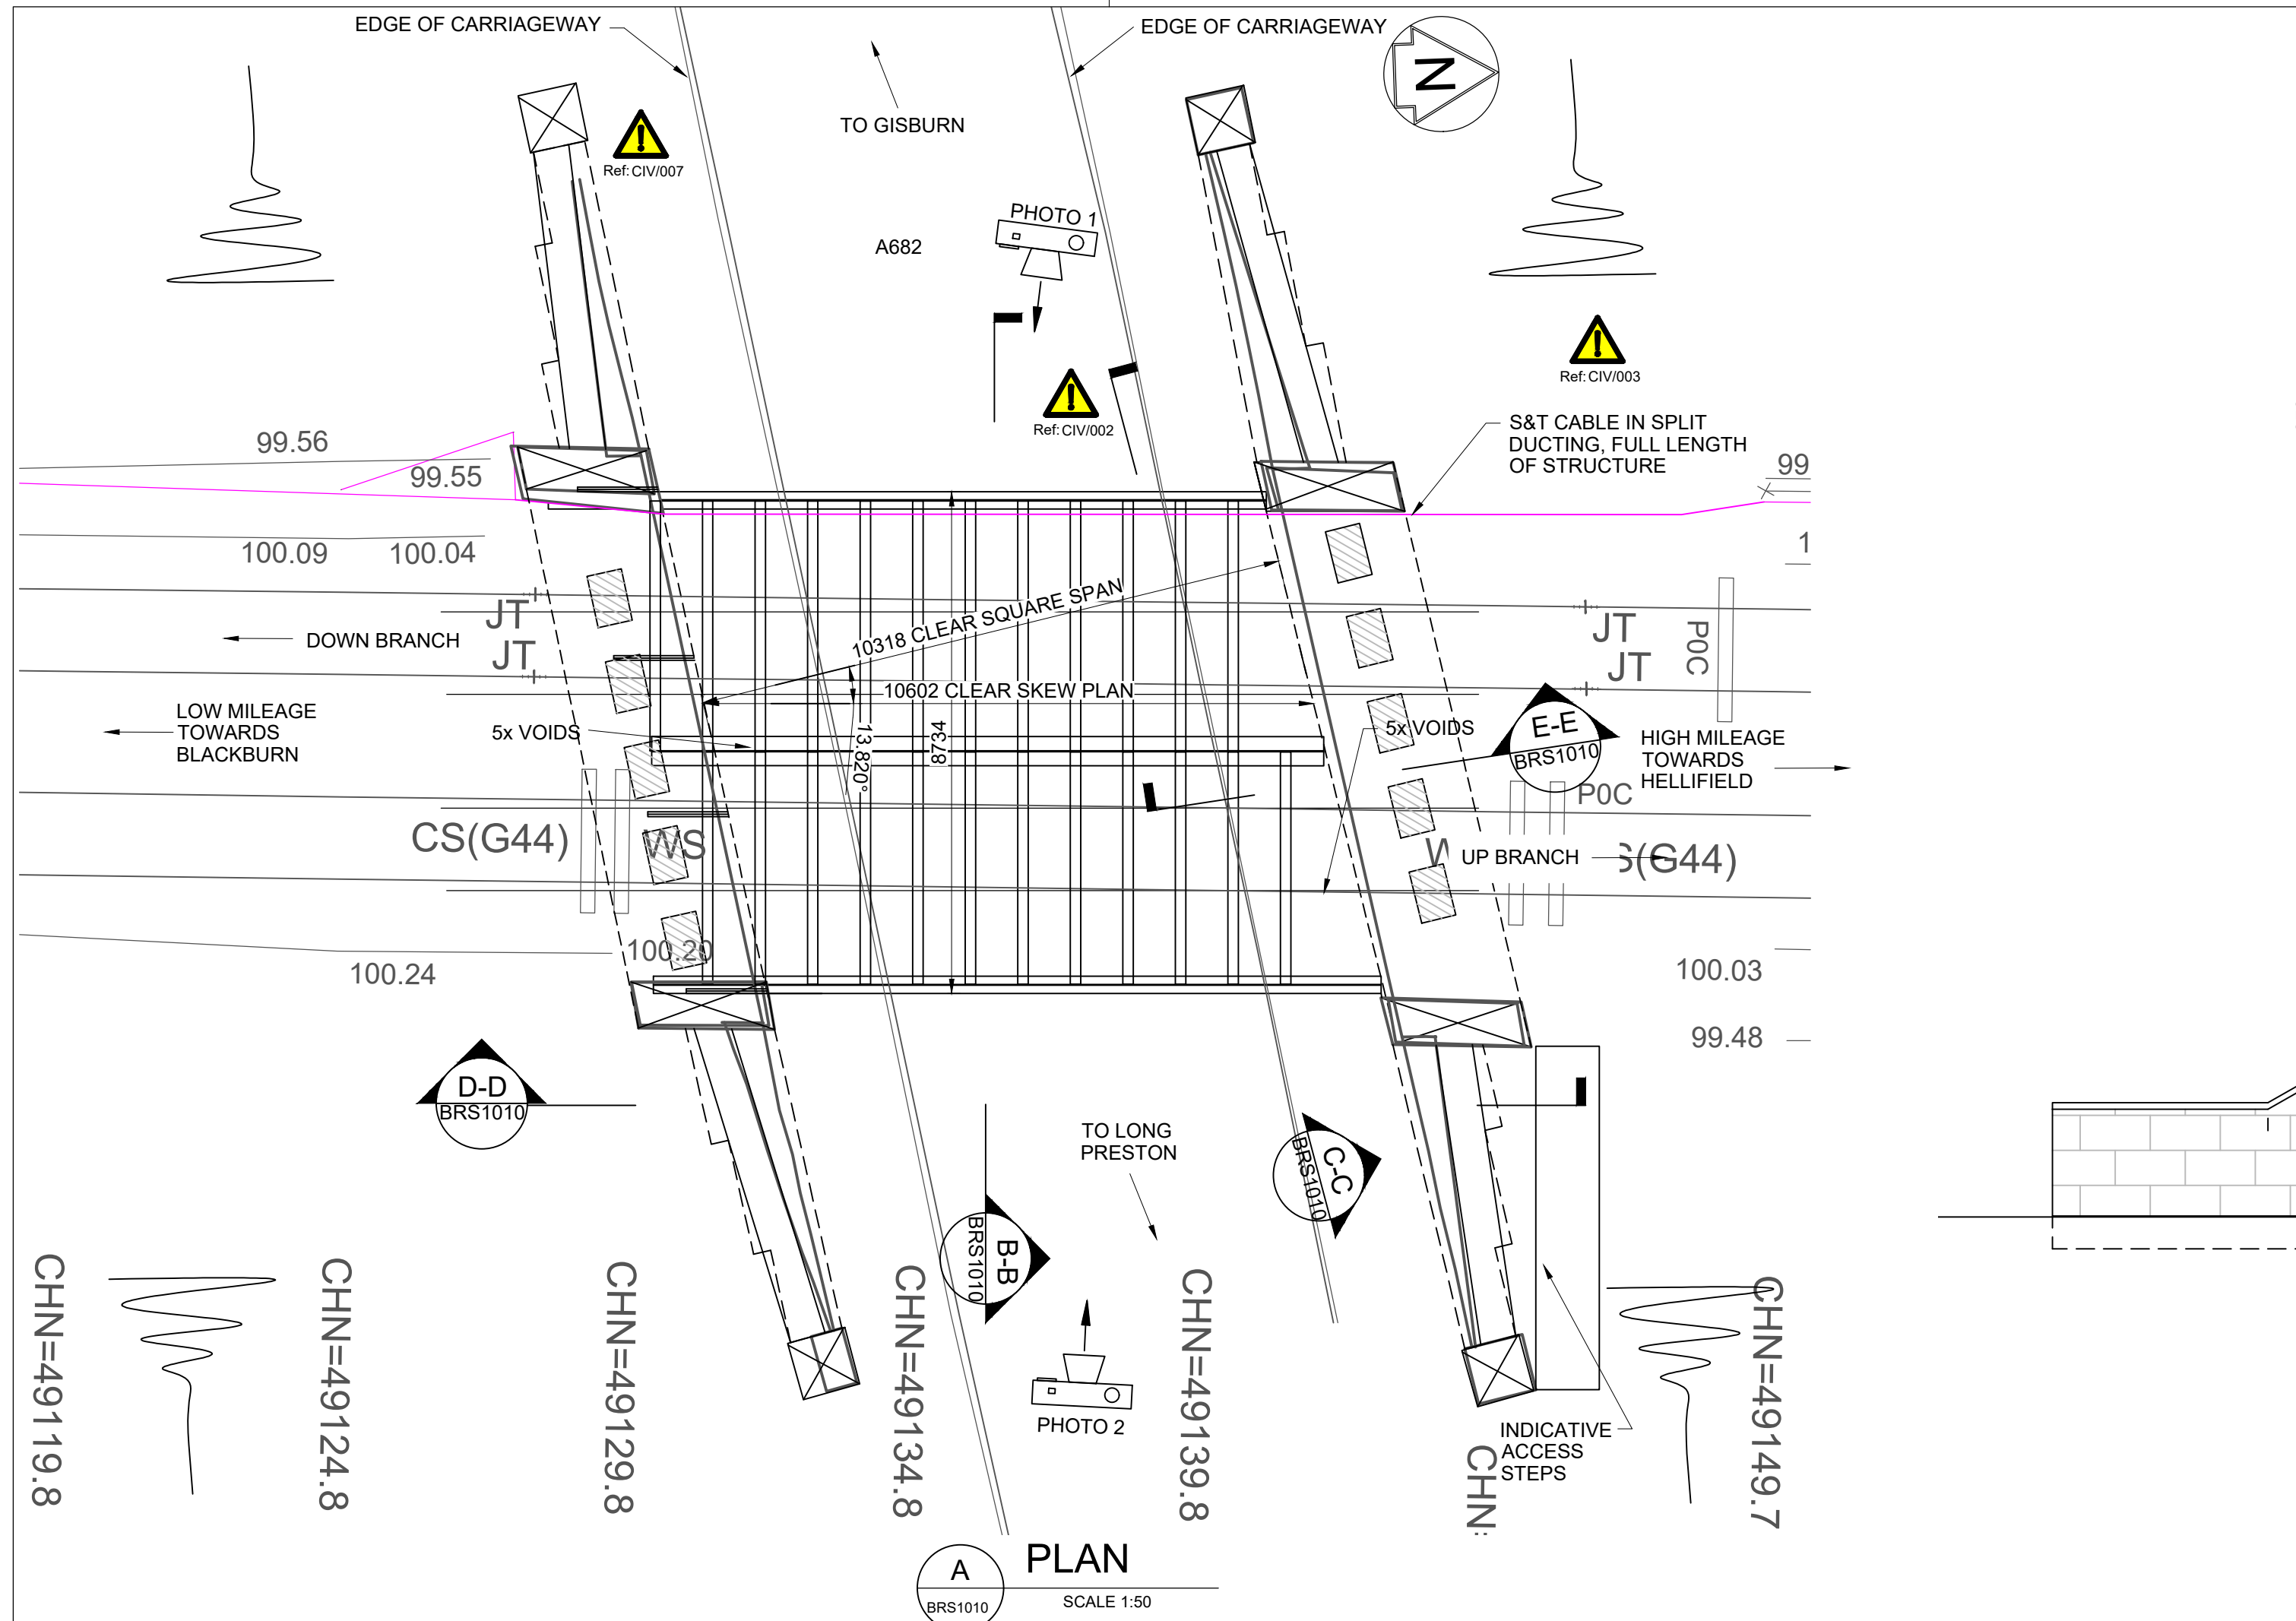 EDGE OF CARRIAGEWAY
EDGE OF CARRIAGEWAY
N
TO GISBURN
Ref: CIV/007
PHOTO 1
A682
Ref: CIV/003
Ref: CIV/002
S&T CABLE IN SPLIT
DUCTING, FULL LENGTH
OF STRUCTURE
99.56
99.55
99
100.09
100.04
1
JT
JT
DOWN BRANCH
10318 CLEAR SQUARE SPAN
JT
JT
P0C
10602 CLEAR SKEW PLAN
LOW MILEAGE
TOWARDS
BLACKBURN
5x VOIDS
13.820°
8734
5x VOIDS
E-E
BRS1010
HIGH MILEAGE
TOWARDS
HELLIFIELD
P0C
CS(G44)
WS
UP BRANCH
S(G44)
100.20
100.24
100.03
99.48
D-D
BRS1010
TO LONG
PRESTON
C-C
BRS1010
B-B
BRS1010
CHN=49119.8
CHN=49124.8
CHN=49129.8
CHN=49134.8
CHN=49139.8
CHN=
CHN=49149.7
PHOTO 2
INDICATIVE
ACCESS
STEPS
A
BRS1010
PLAN
SCALE 1:50